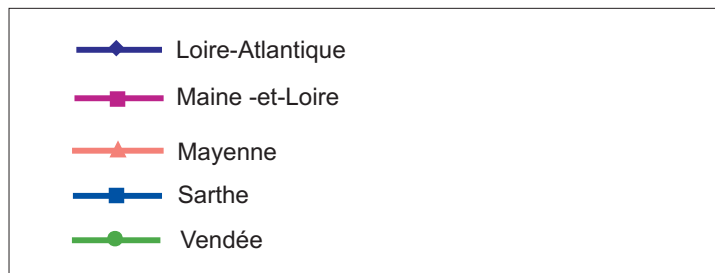 Loire-Atlantique
Maine -et-Loire
Mayenne
Sarthe
Vendée